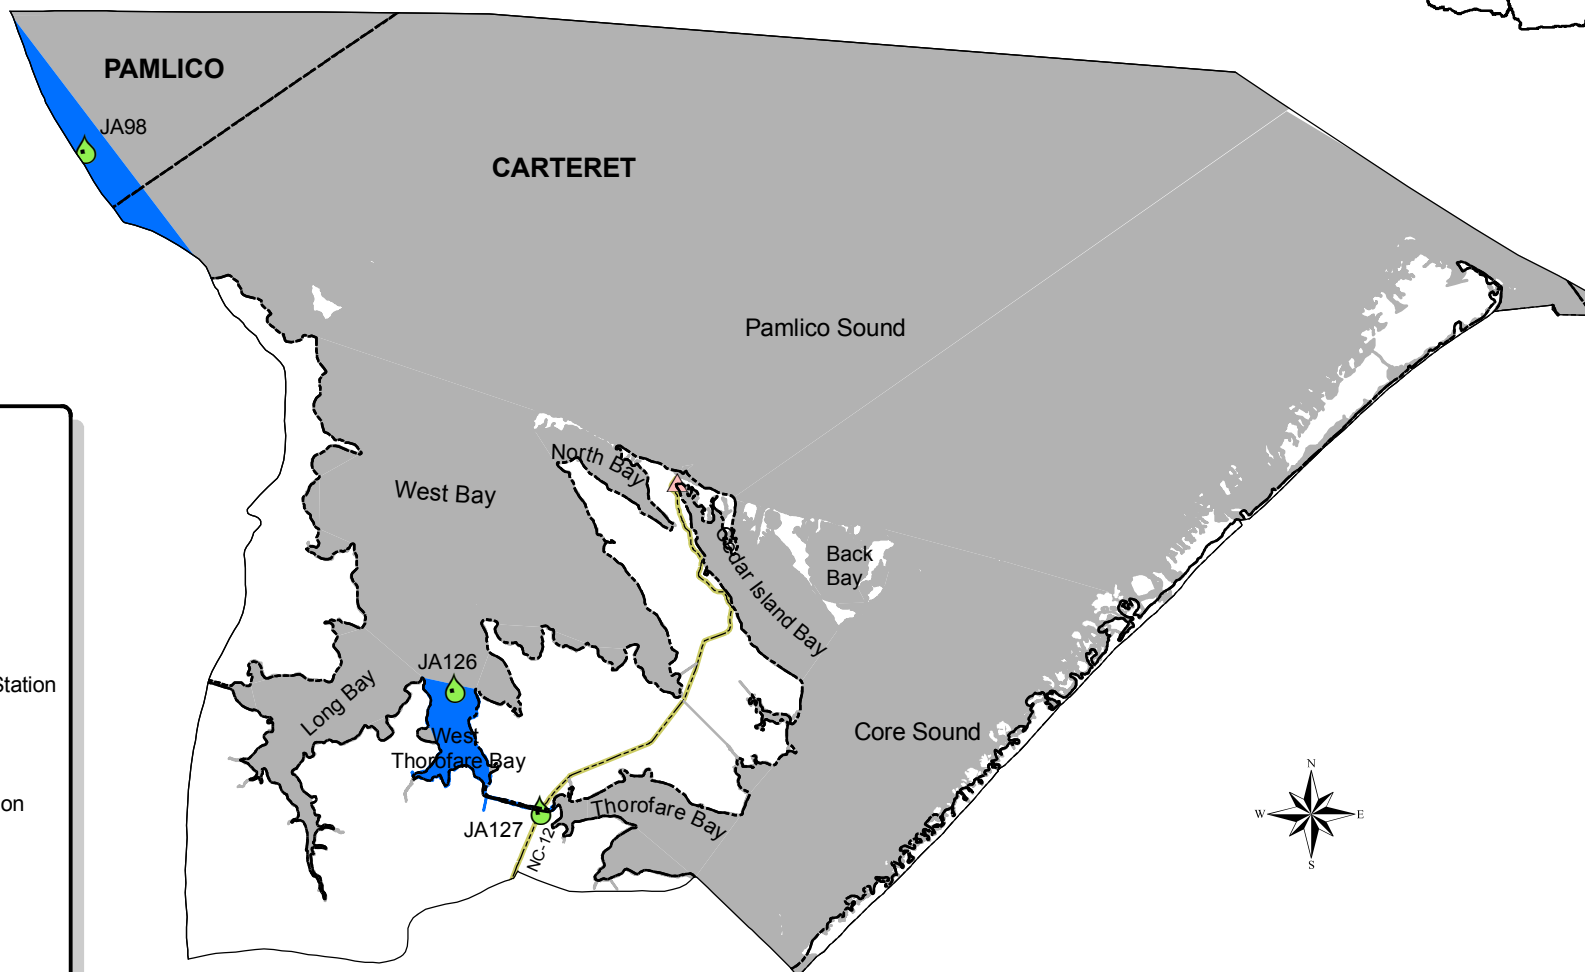 PAMLICO
JA98
CARTERET
Pamlico Sound
North Bay
West Bay
Back
Bay
Cedar Island Bay
Station
JA126
Long Bay
West
Thorofare Bay
Core Sound
on
Thorofare Bay
JA127
NC-12
N
W
E
S